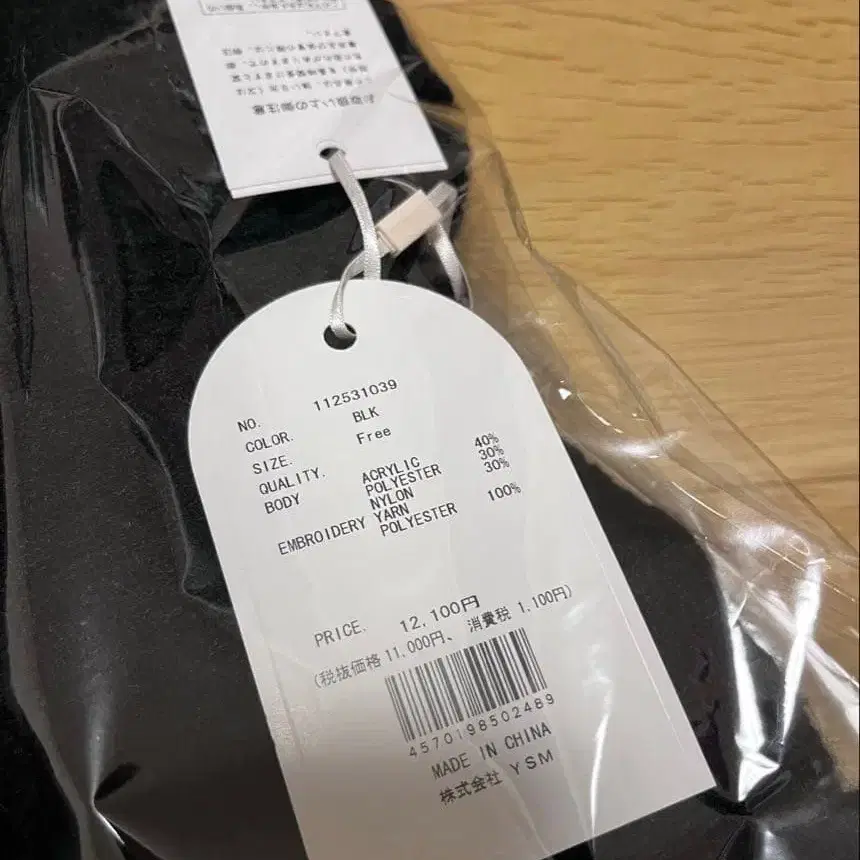 お取扱い上の御注意
NO. 112531039
COLOR. BLK
SIZE. Free
QUALITY.
BODY ACRYLIC 40%
POLYESTER 30%
NYLON 30%
EMBROIDERY YARN
POLYESTER 100%
PRICE. 12,100円
(税抜価格 11,000円、 消費税 1,100円)
4570198502489
MADE IN CHINA
株式会社 YSM